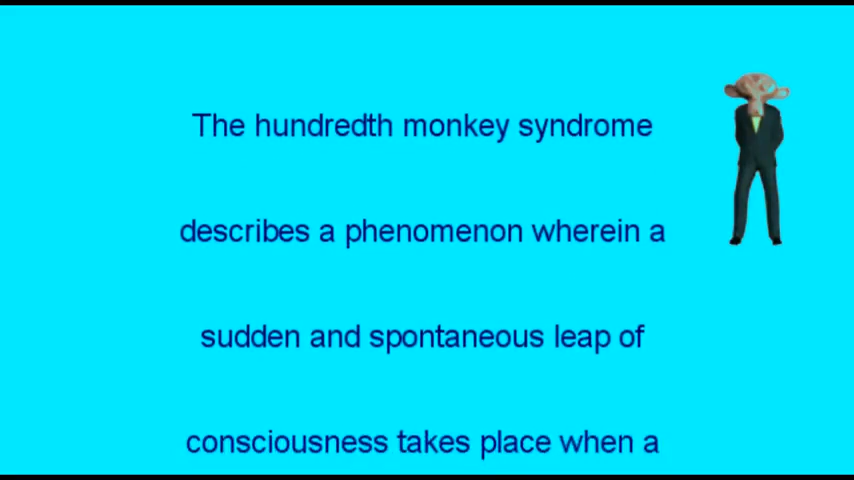 The hundredth monkey syndrome
describes a phenomenon wherein a
sudden and spontaneous leap of
consciousness takes place when a